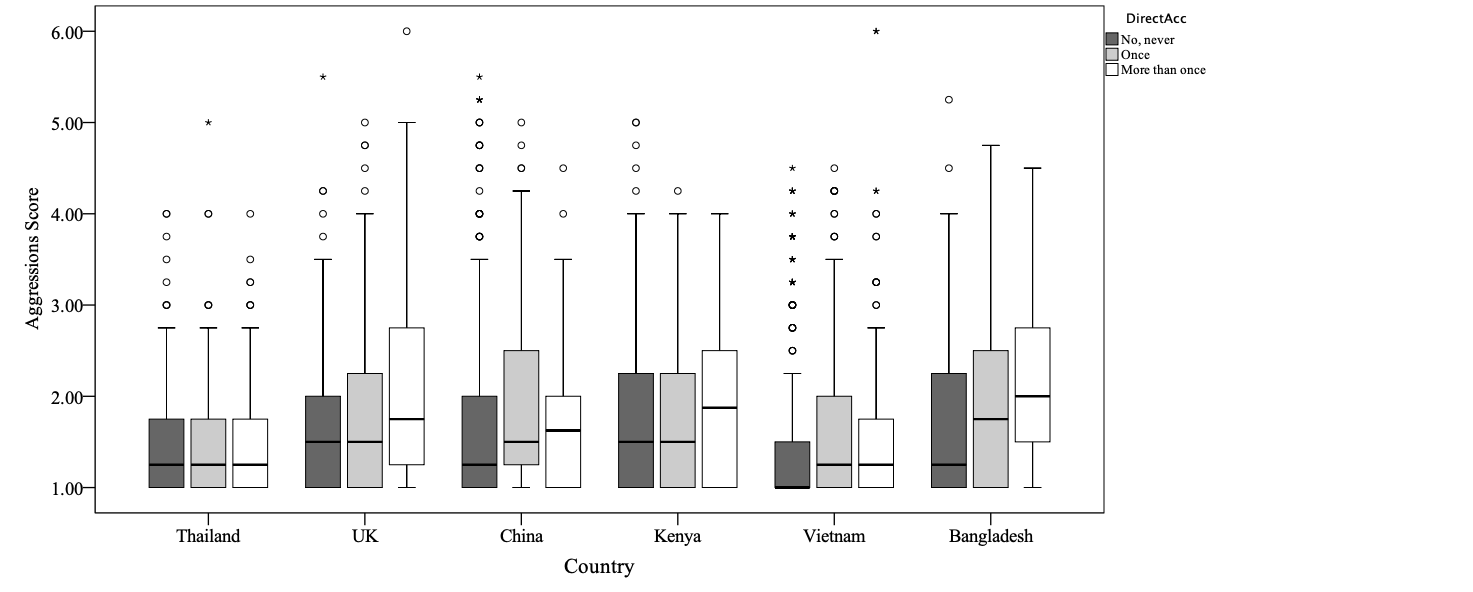 DirectAcc
No, never
Once
More than once
Aggressions Score
6.00
5.00
4.00
3.00
2.00
1.00
Thailand UK China Kenya Vietnam Bangladesh
Country